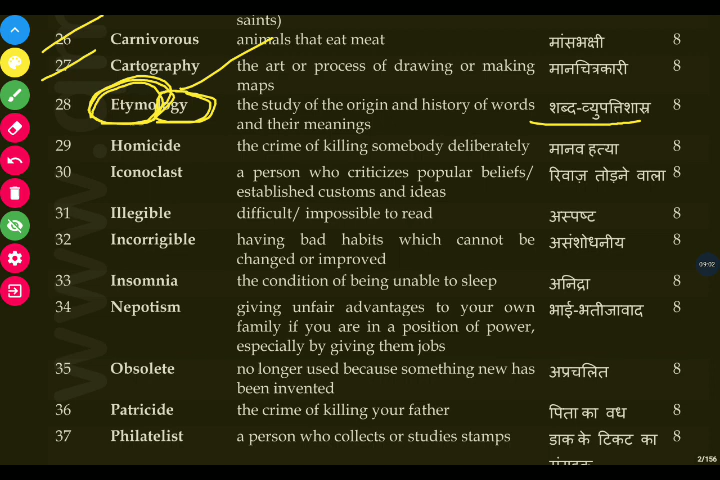 saints)
26 Carnivorous animals that eat meat मांसभक्षी 8
27 Cartography the art or process of drawing or making मानचित्रकारी 8
maps
28 Etymology the study of the origin and history of words शब्द-व्युपत्तिशास्र 8
and their meanings
29 Homicide the crime of killing somebody deliberately मानव हत्या 8
30 Iconoclast a person who criticizes popular beliefs/ रिवाज़ तोड़ने वाला 8
established customs and ideas
31 Illegible difficult/ impossible to read अस्पष्ट 8
32 Incorrigible having bad habits which cannot be असंशोधनीय 8
changed or improved
33 Insomnia the condition of being unable to sleep अनिद्रा 8
34 Nepotism giving unfair advantages to your own भाई-भतीजावाद 8
family if you are in a position of power,
especially by giving them jobs
35 Obsolete no longer used because something new has अप्रचलित 8
been invented
36 Patricide the crime of killing your father पिता का वध 8
37 Philatelist a person who collects or studies stamps डाक के टिकट का 8
09:02
2/156